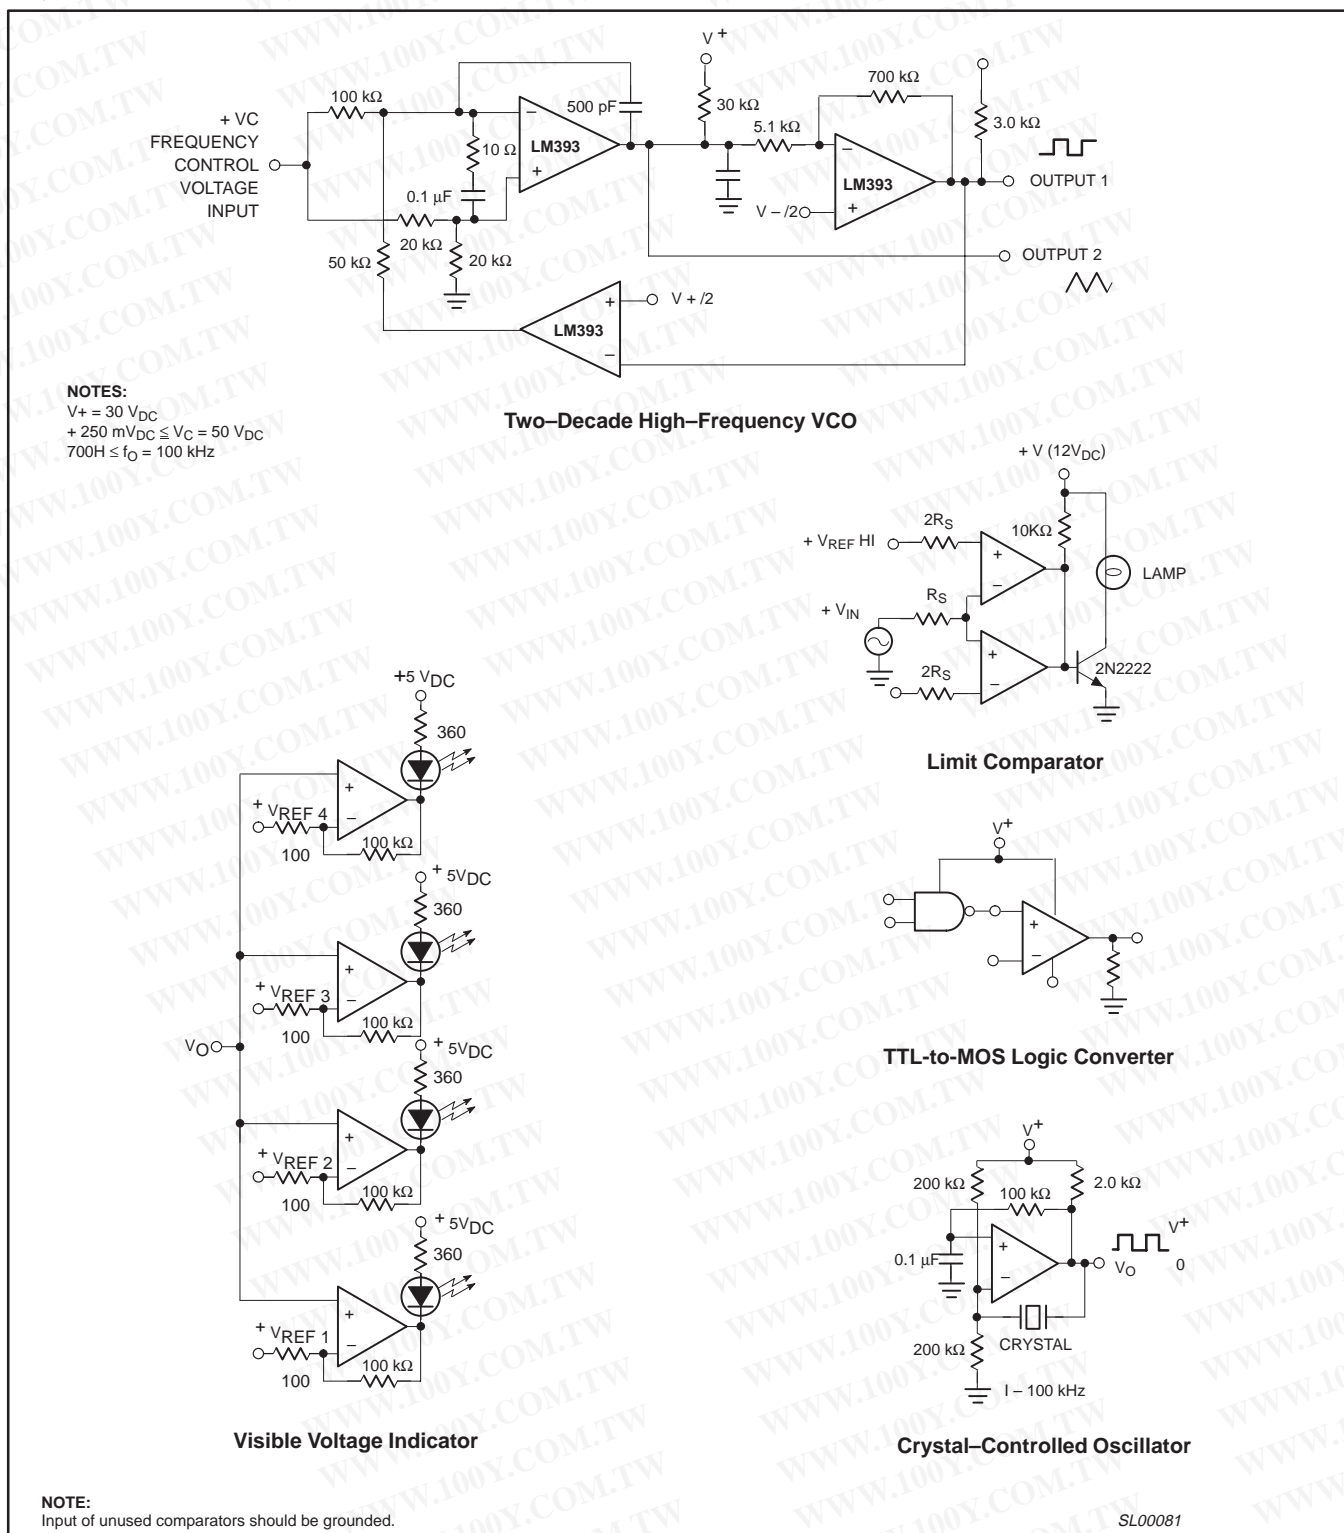 V+
100 kΩ
500 pF
30 kΩ
700 kΩ
3.0 kΩ
5.1 kΩ
+ VC
FREQUENCY
CONTROL
VOLTAGE
INPUT
−
LM393
+
10 Ω
0.1 µF
20 kΩ
20 kΩ
50 kΩ
−
LM393
+
V – /2
OUTPUT 1
OUTPUT 2
+
LM393
−
V + /2
NOTES:
V+ = 30 VDC
+ 250 mVDC ≦ VC = 50 VDC
700H ≤ fO = 100 kHz
Two–Decade High–Frequency VCO
+ V (12VDC)
2RS
10KΩ
+ VREF HI
+
−
LAMP
+ VIN
RS
+
−
2RS
2N2222
Limit Comparator
+5 VDC
360
+
−
+ VREF 4
100
100 kΩ
+ 5VDC
360
+
−
+ VREF 3
100
100 kΩ
VO
+ 5VDC
360
+
−
+ VREF 2
100
100 kΩ
+ 5VDC
360
+
−
+ VREF 1
100
100 kΩ
Visible Voltage Indicator
V+
+
−
TTL-to-MOS Logic Converter
V+
200 kΩ
100 kΩ
2.0 kΩ
+
−
0.1 µF
V+
VO
0
CRYSTAL
200 kΩ
I – 100 kHz
Crystal–Controlled Oscillator
NOTE:
Input of unused comparators should be grounded.
SL00081
WWW.100Y.COM.TW